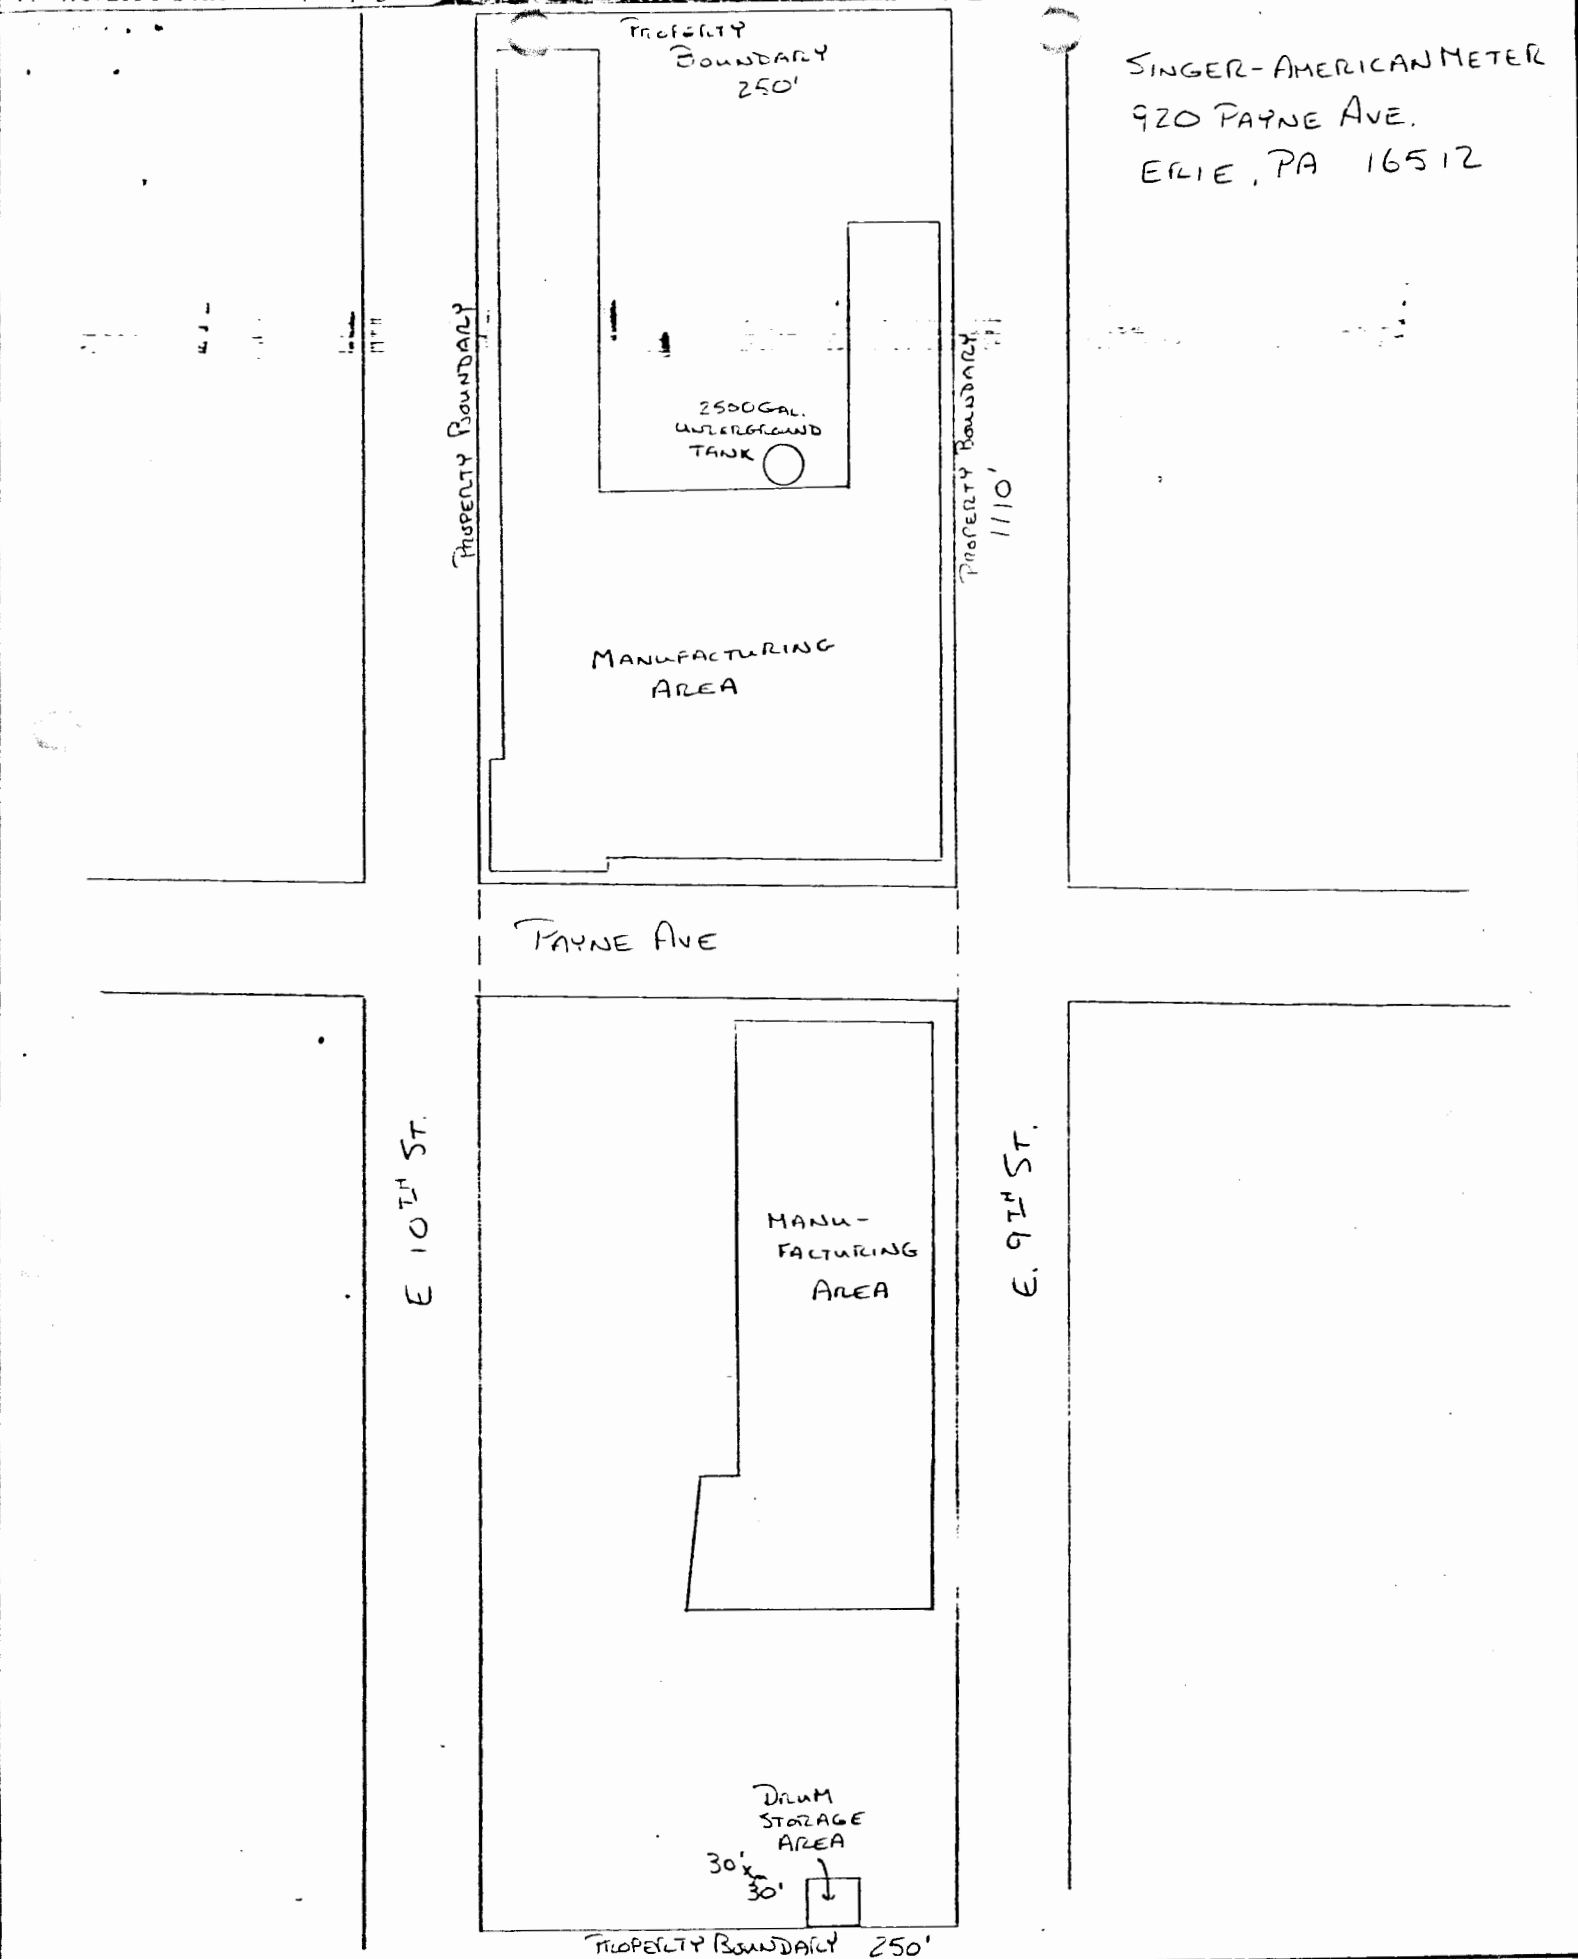 PROPERTY
BOUNDARY
250'
SINGER-AMERICAN METER
920 PAYNE AVE.
ERIE, PA 16512
PROPERTY BOUNDARY
PROPERTY BOUNDARY
1110'
2500 GAL.
UNDERGROUND
TANK
MANUFACTURING
AREA
PAYNE AVE
E 10TH ST.
E. 9TH ST.
MANU-
FACTURING
AREA
DRUM
STORAGE
AREA
30'x
30'
PROPERTY BOUNDARY 250'